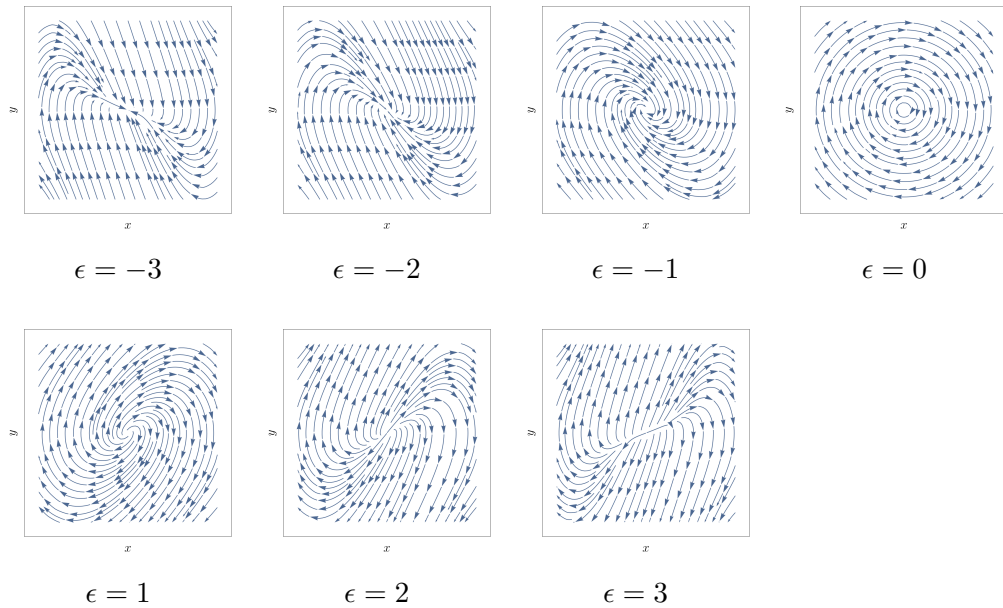 y y y y
x x x x
ϵ = −3 ϵ = −2 ϵ = −1 ϵ = 0
y y y
x x x
ϵ = 1 ϵ = 2 ϵ = 3